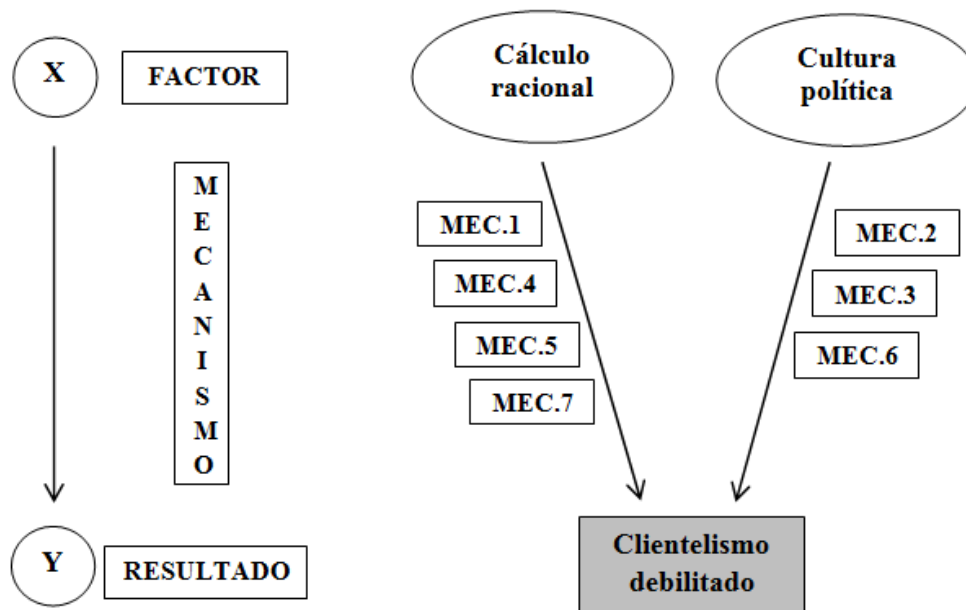 X
FACTOR
MECANISMO
Y
RESULTADO
Cálculo
racional
Cultura
política
MEC.1
MEC.4
MEC.5
MEC.7
MEC.2
MEC.3
MEC.6
Clientelismo
debilitado